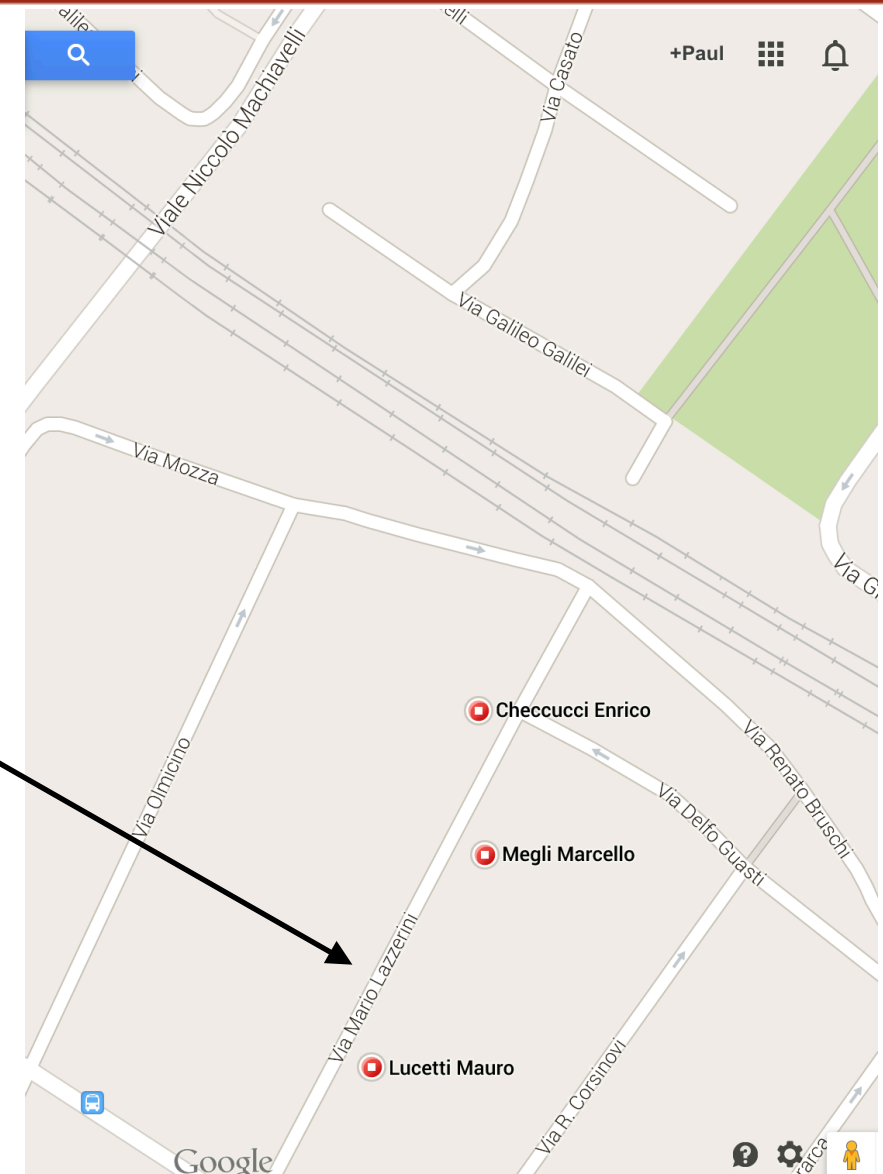 +Paul
Via Casato
Viale Niccolò Machiavelli
Via Galileo Galilei
Via Mozza
Checcucci Enrico
Via Renato Bruschi
Via Olmicino
Via Delfo Guasti
Megli Marcello
Via Mario Lazzerini
Lucetti Mauro
Via R. Corsinovi
Google